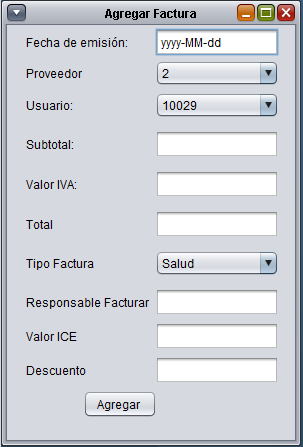 Agregar Factura
Fecha de emisión: yyyy-MM-dd
Proveedor 2
Usuario: 10029
Subtotal:
Valor IVA:
Total
Tipo Factura Salud
Responsable Facturar
Valor ICE
Descuento
Agregar